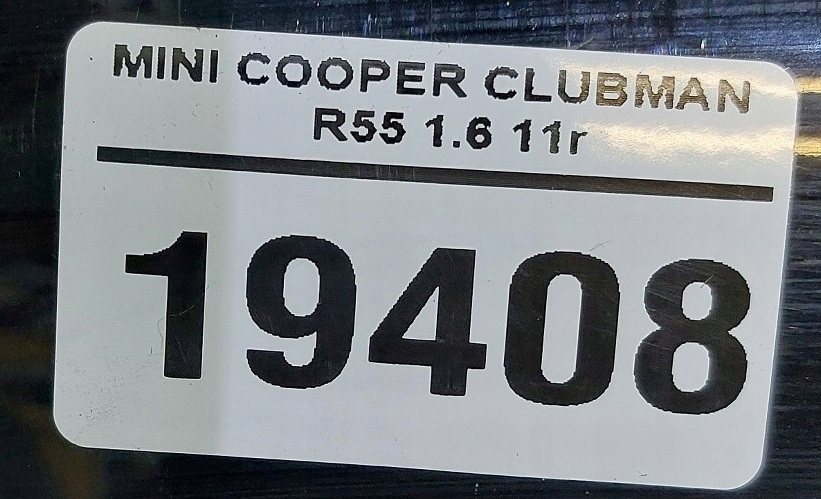 MINI COOPER CLUBMAN
R55 1.6 11r
19408